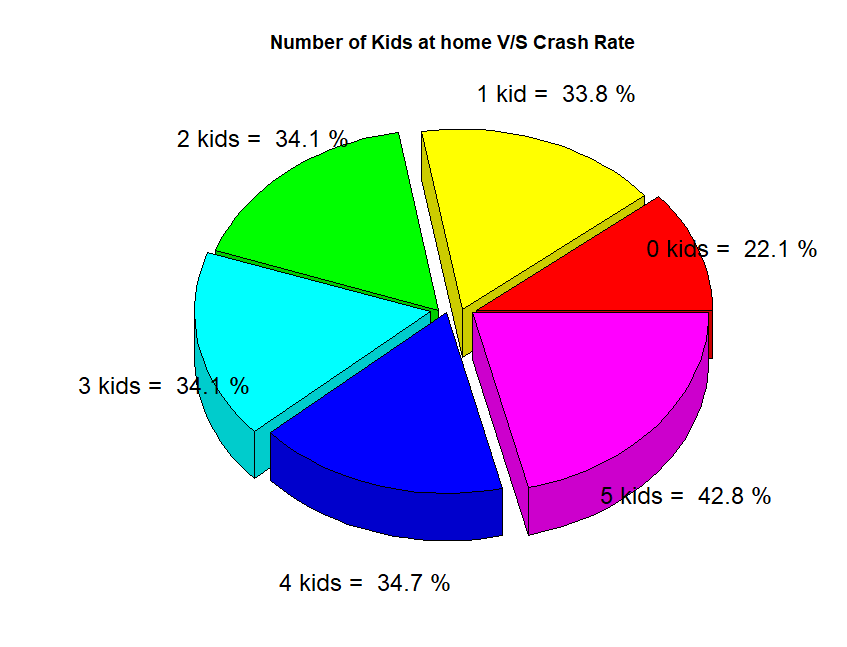 Number of Kids at home V/S Crash Rate
1 kid =  33.8 %
2 kids =  34.1 %
0 kids =  22.1 %
3 kids =  34.1 %
5 kids =  42.8 %
4 kids =  34.7 %